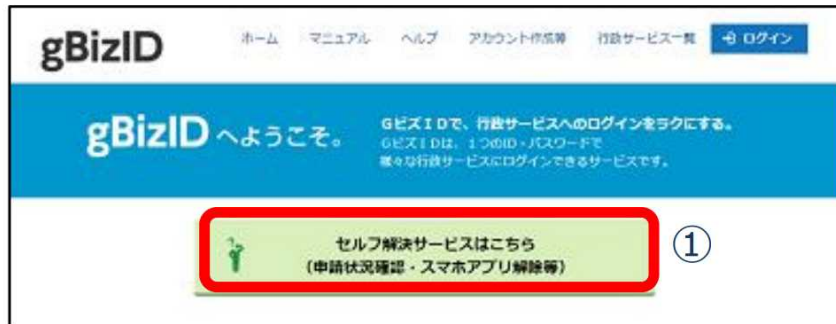 gBizID
ホーム マニュアル ヘルプ アカウント作成等 行政サービス一覧 ログイン
gBizID へようこそ。
GビズIDで、行政サービスへのログインをラクにする。
GビズIDは、1つのID・パスワードで
様々な行政サービスにログインできるサービスです。
セルフ解決サービスはこちら
(申請状況確認・スマホアプリ解除等)
①